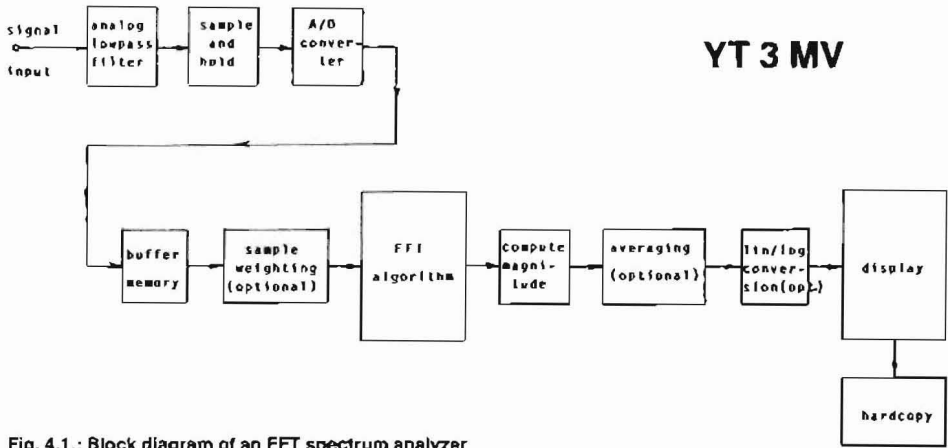 signal
input
analog
lowpass
filter
sample
and
hold
A/D
conver-
ter
YT 3 MV
buffer
memory
sample
weighting
(optional)
FFT
algorithm
compute
magni-
tude
averaging
(optional)
lin/log
conver-
sion(opt.)
display
hardcopy
Fig. 4.1.: Block diagram of an FFT spectrum analyzer